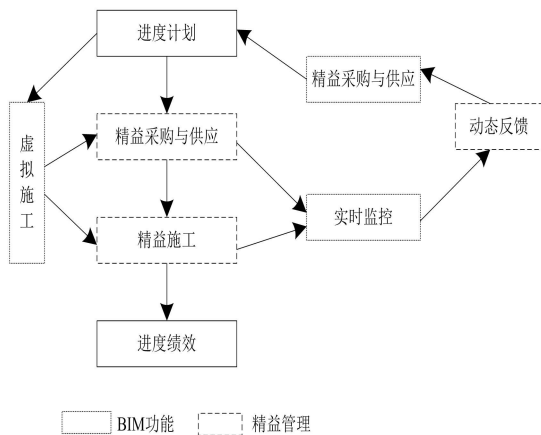 进度计划
精益采购与供应
动态反馈
虚拟施工
精益采购与供应
实时监控
精益施工
进度绩效
BIM功能
精益管理